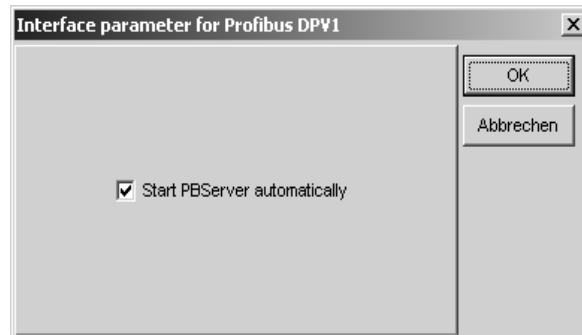 Interface parameter for Profibus DPV1
OK
Abbrechen
Start PBServer automatically